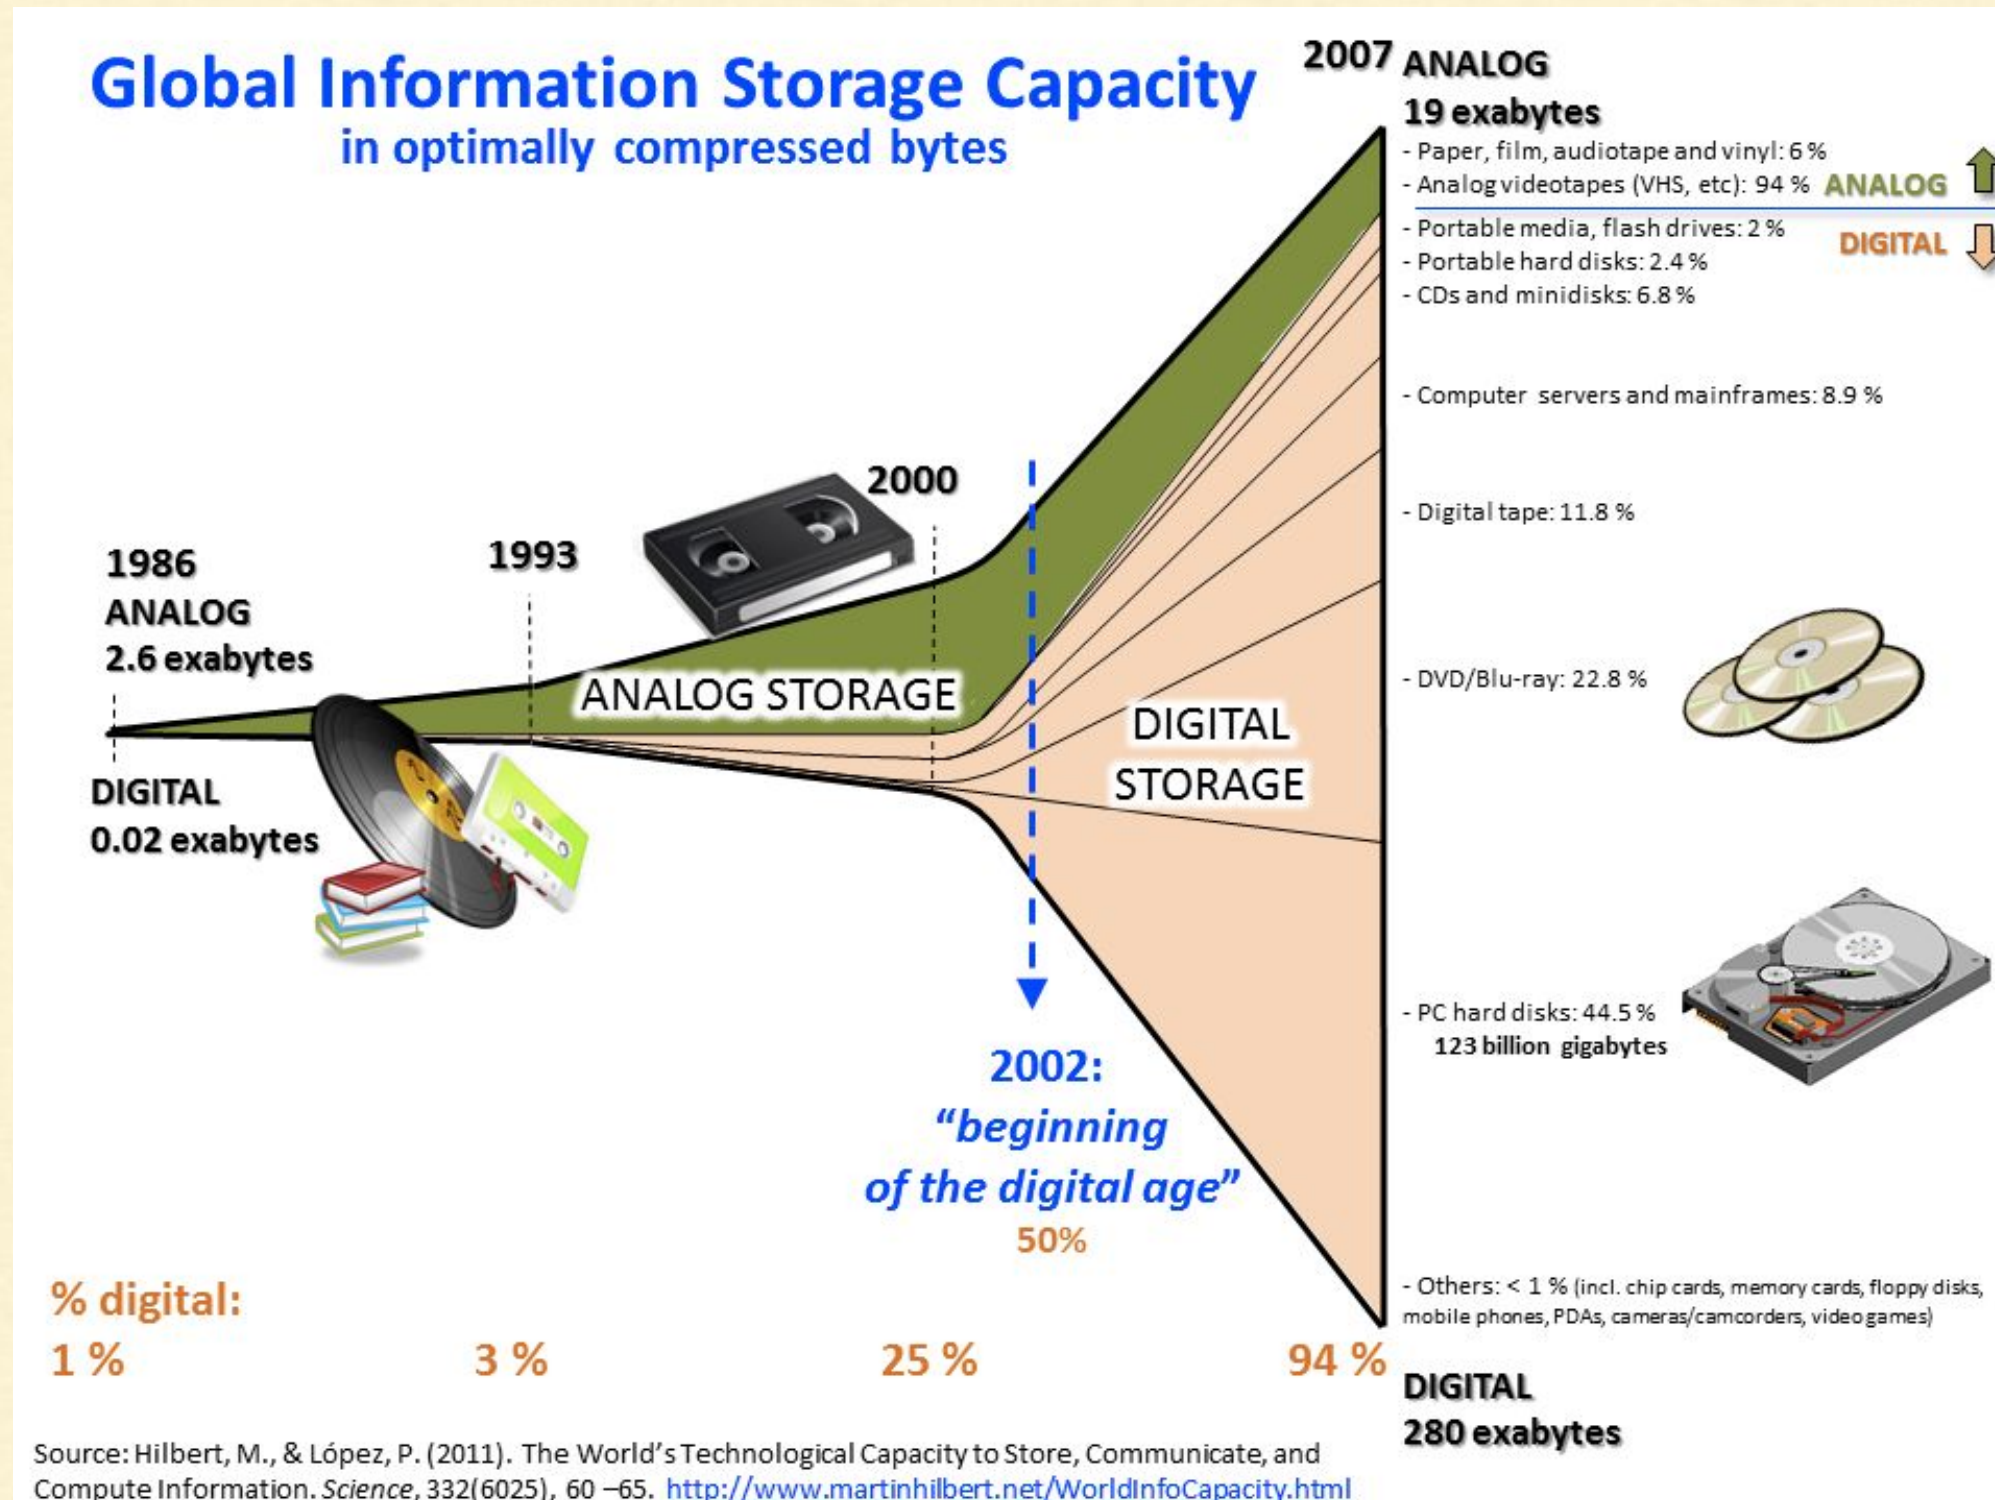 Global Information Storage Capacity
in optimally compressed bytes
2007
ANALOG
19 exabytes
- Paper, film, audiotape and vinyl: 6 %
- Analog videotapes (VHS, etc): 94 %
ANALOG
- Portable media, flash drives: 2 %
DIGITAL
- Portable hard disks: 2.4 %
- CDs and minidisks: 6.8 %
- Computer servers and mainframes: 8.9 %
- Digital tape: 11.8 %
- DVD/Blu-ray: 22.8 %
- PC hard disks: 44.5 %
123 billion gigabytes
- Others: < 1 % (incl. chip cards, memory cards, floppy disks,
mobile phones, PDAs, cameras/camcorders, video games)
DIGITAL
280 exabytes
1986
ANALOG
2.6 exabytes
DIGITAL
0.02 exabytes
1993
2000
ANALOG STORAGE
DIGITAL
STORAGE
2002:
“beginning
of the digital age”
50%
% digital:
1 %
3 %
25 %
94 %
Source: Hilbert, M., & López, P. (2011). The World’s Technological Capacity to Store, Communicate, and
Compute Information. Science, 332(6025), 60 –65. http://www.martinhilbert.net/WorldInfoCapacity.html